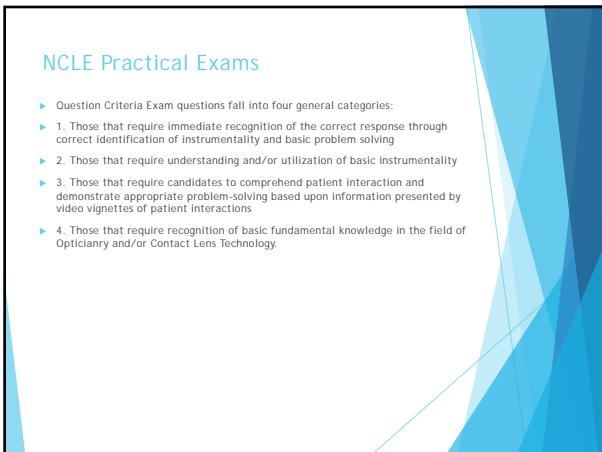 NCLE Practical Exams
Question Criteria Exam questions fall into four general categories:
1. Those that require immediate recognition of the correct response through
correct identification of instrumentality and basic problem solving
2. Those that require understanding and/or utilization of basic instrumentality
3. Those that require candidates to comprehend patient interaction and
demonstrate appropriate problem-solving based upon information presented by
video vignettes of patient interactions
4. Those that require recognition of basic fundamental knowledge in the field of
Opticianry and/or Contact Lens Technology.